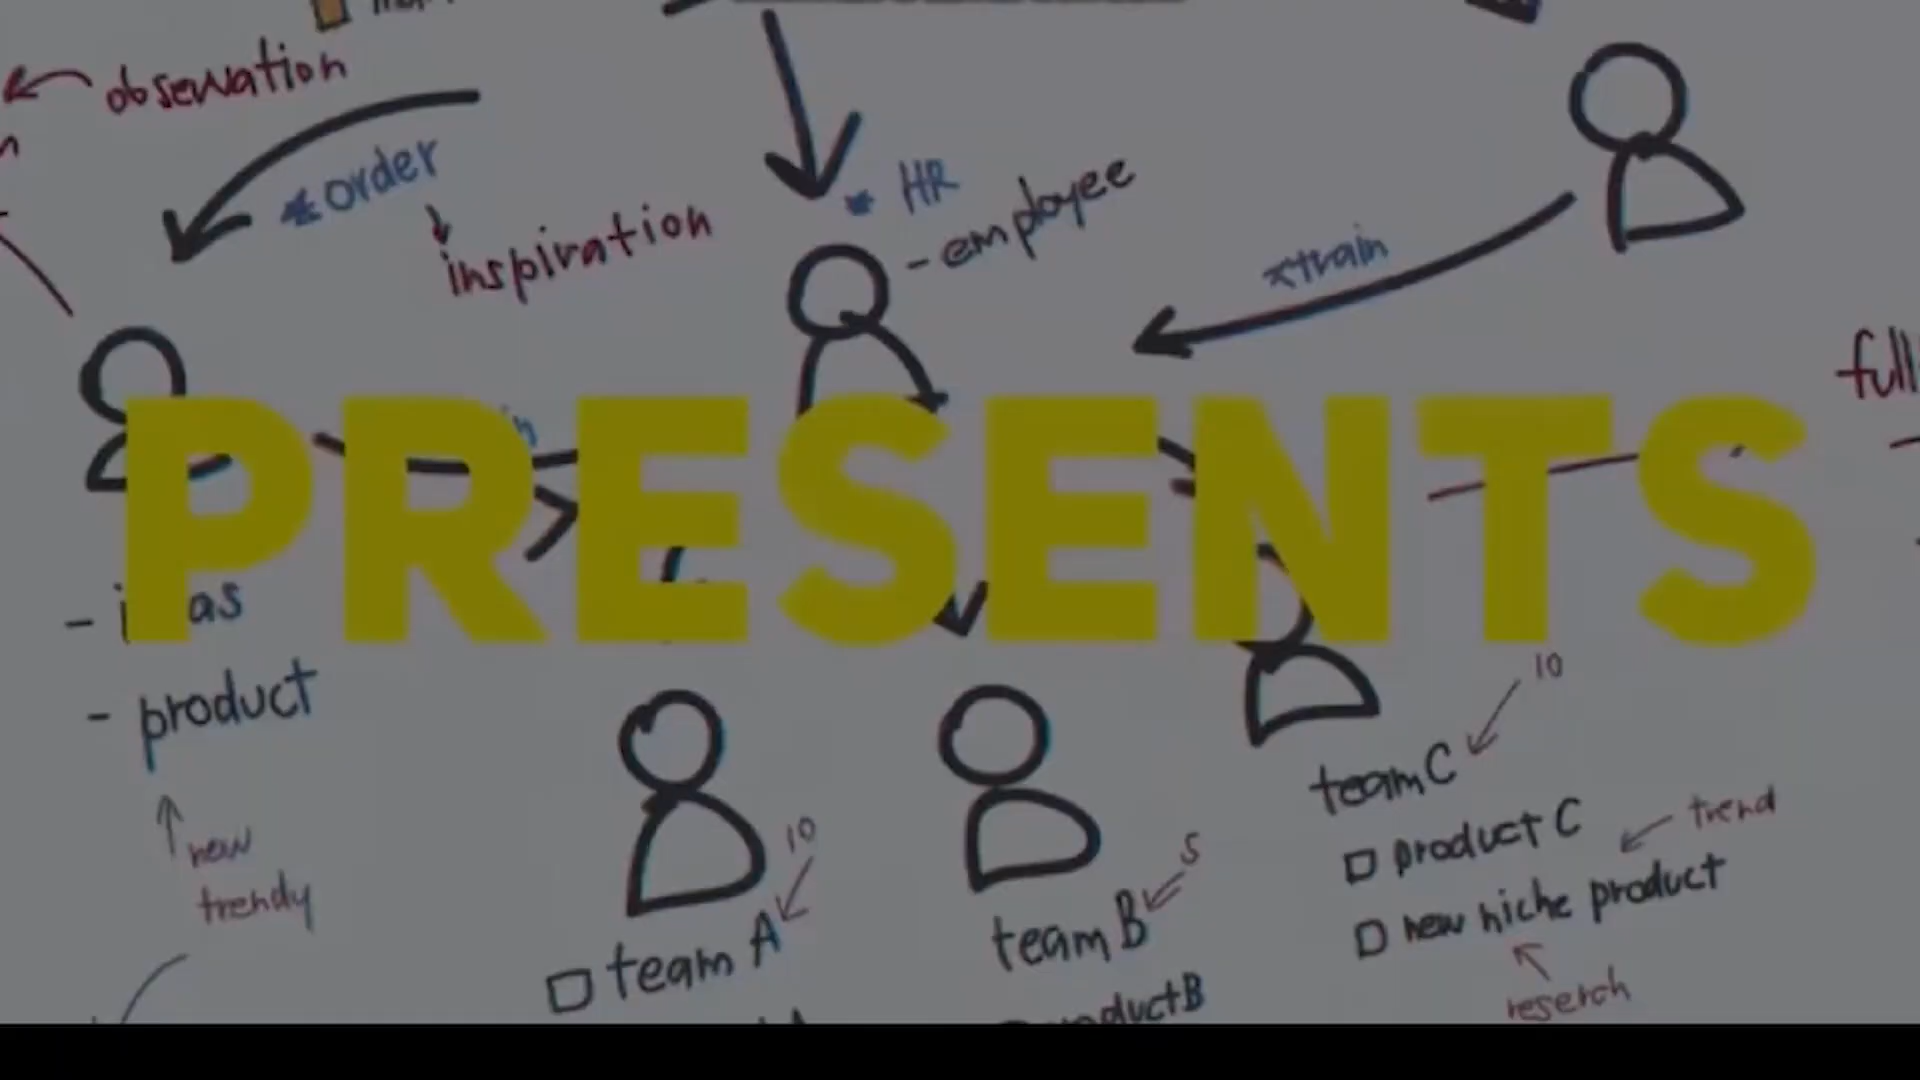 obsevation
*order
inspiration
* HR
- employee
*train
full
PRESENTS
- product
new
trendy
10
team A
5
team B
10
team C
product C
trend
new niche product
reserch